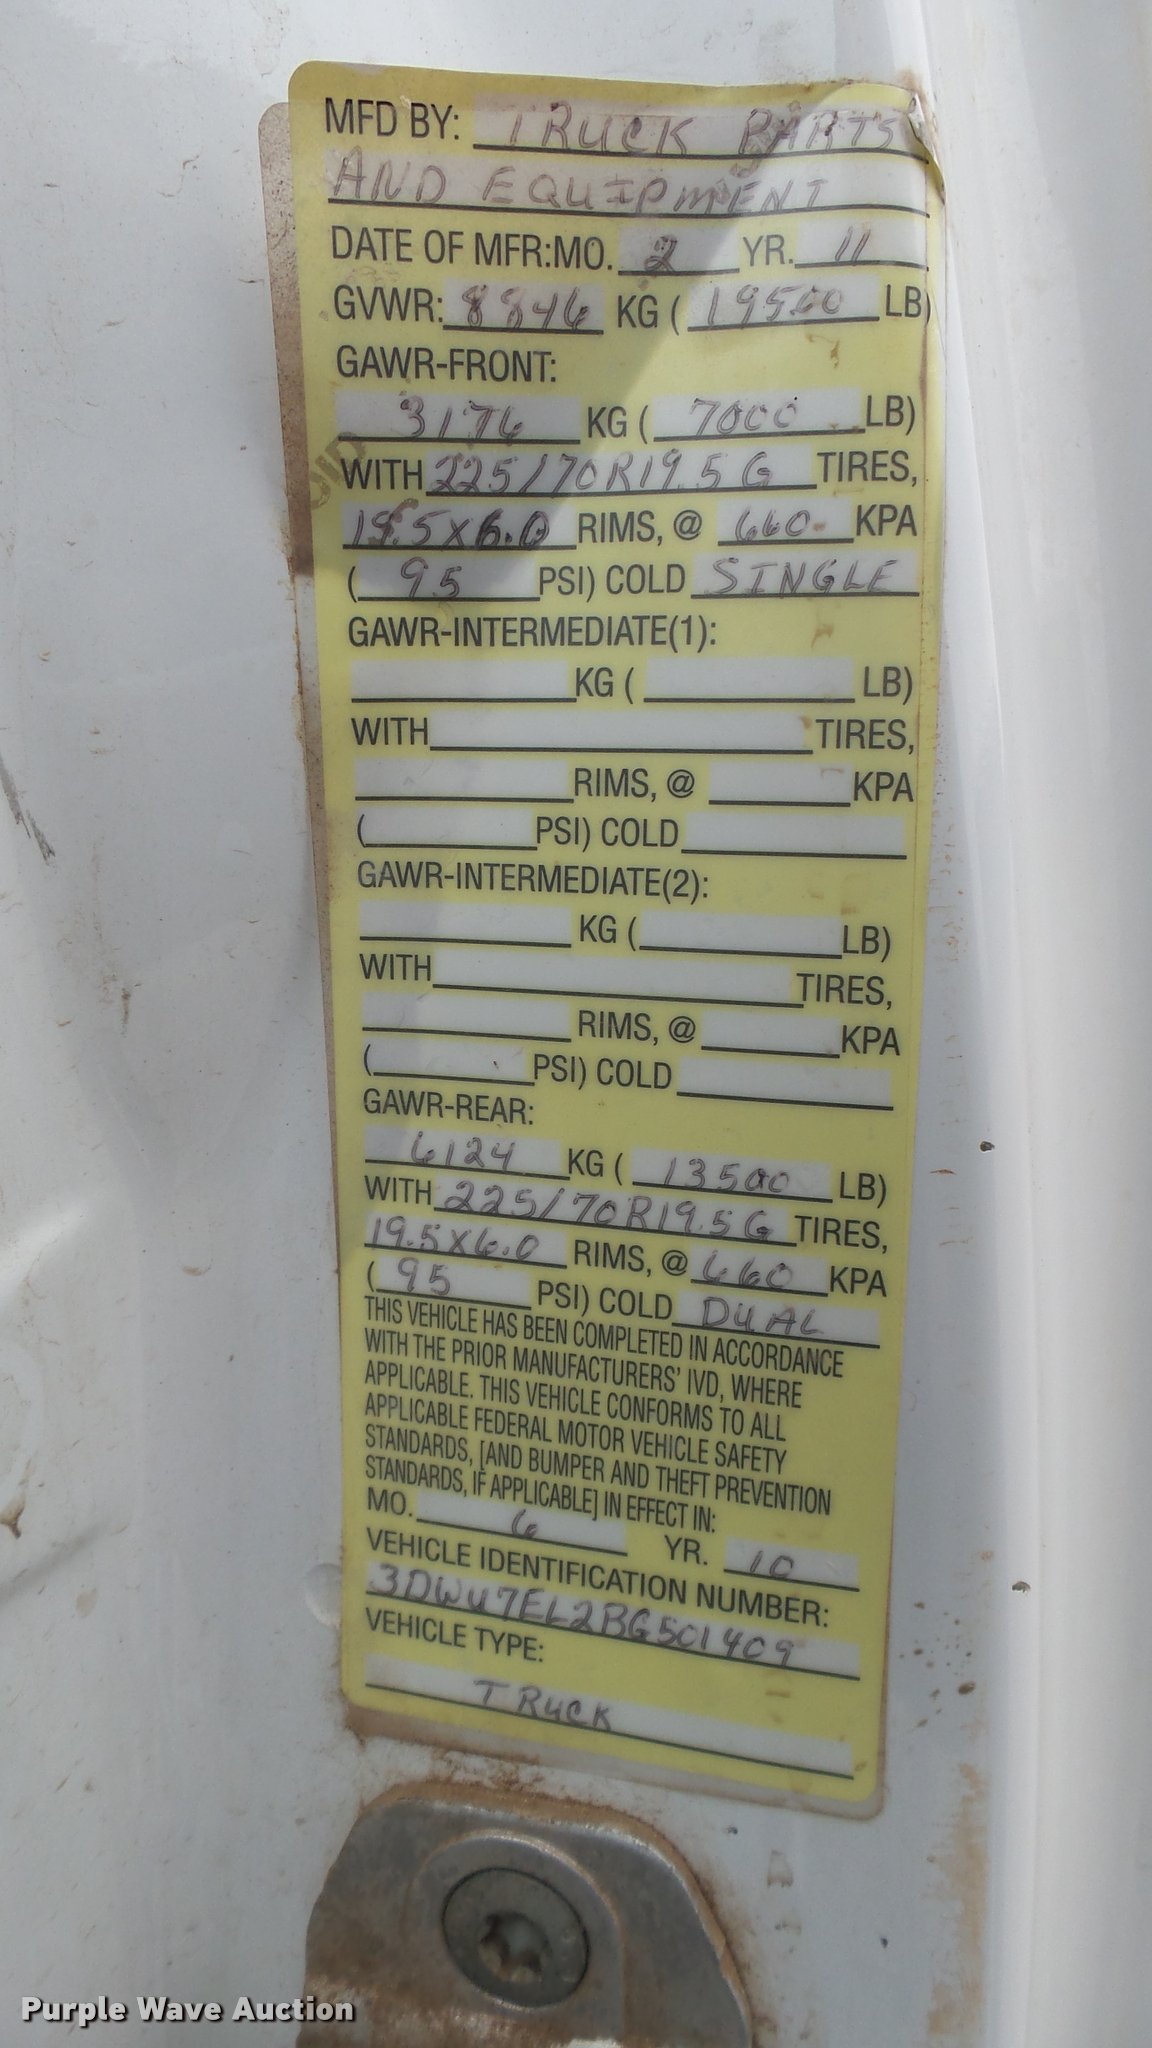 MFD BY: TRUCK PARTS
AND EQUIPMENT
DATE OF MFR:MO. 2 YR. 11
GVWR: 8846 KG ( 19500 LB)
GAWR-FRONT:
3176 KG ( 7000 LB)
WITH 225/70R19.5 G TIRES,
19.5X6.0 RIMS, @ 660 KPA
( 95 PSI) COLD SINGLE
GAWR-INTERMEDIATE(1):
KG ( LB)
WITH TIRES,
RIMS, @ KPA
( PSI) COLD
GAWR-INTERMEDIATE(2):
KG ( LB)
WITH TIRES,
RIMS, @ KPA
( PSI) COLD
GAWR-REAR:
6124 KG ( 13500 LB)
WITH 225/70R19.5G TIRES,
19.5X6.0 RIMS, @ 660 KPA
( 95 PSI) COLD DUAL
THIS VEHICLE HAS BEEN COMPLETED IN ACCORDANCE
WITH THE PRIOR MANUFACTURERS' IVD, WHERE
APPLICABLE. THIS VEHICLE CONFORMS TO ALL
APPLICABLE FEDERAL MOTOR VEHICLE SAFETY
STANDARDS, [AND BUMPER AND THEFT PREVENTION
STANDARDS, IF APPLICABLE] IN EFFECT IN:
MO. 6 YR. 10
VEHICLE IDENTIFICATION NUMBER:
3DWU7EL2BG501409
VEHICLE TYPE:
TRUCK
Purple Wave Auction